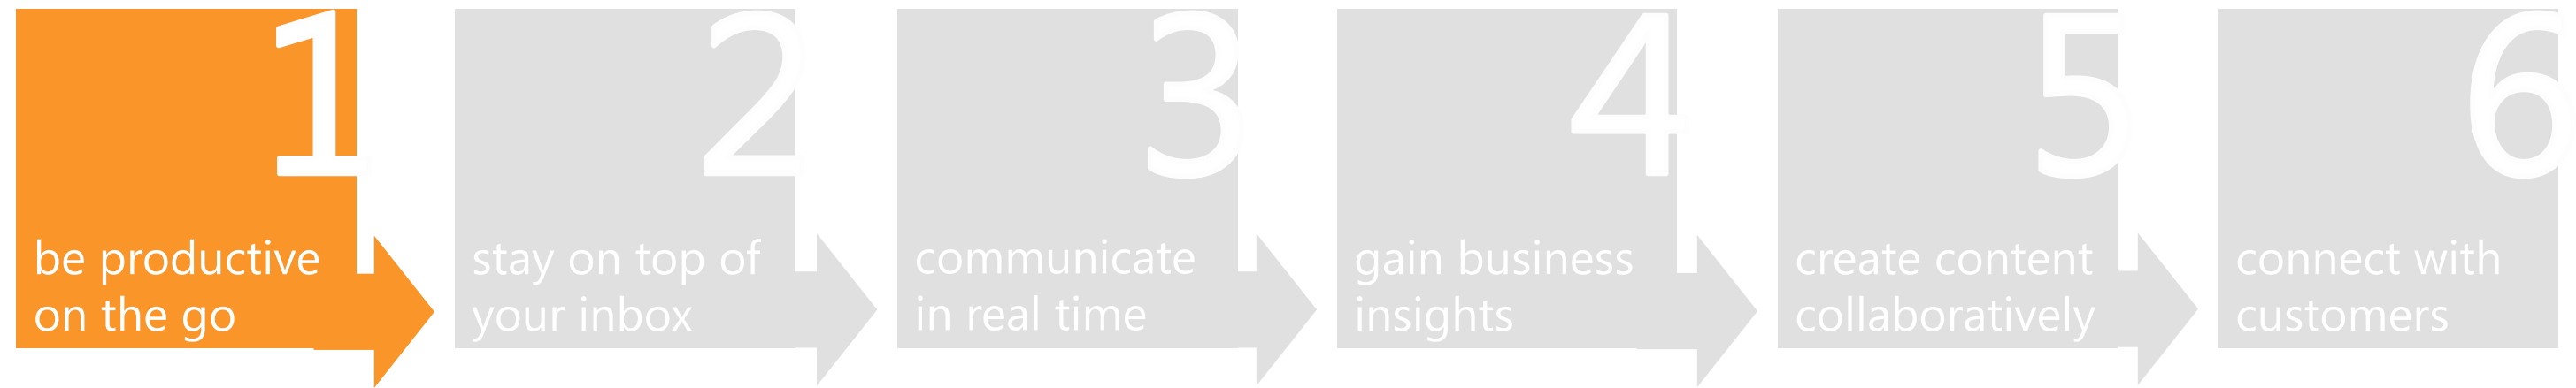 1
be productive
on the go
2
stay on top of
your inbox
3
communicate
in real time
4
gain business
insights
5
create content
collaboratively
6
connect with
customers